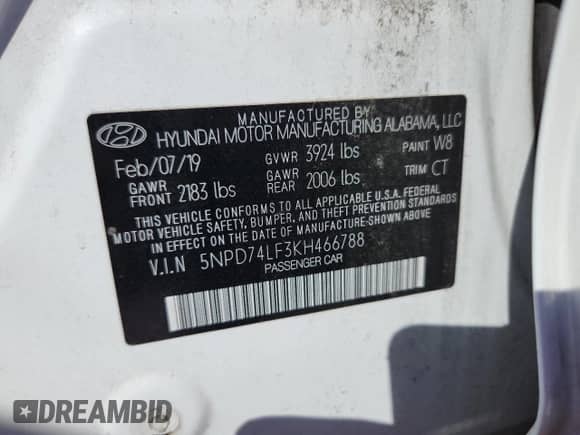 MANUFACTURED BY
HYUNDAI MOTOR MANUFACTURING ALABAMA, LLC
Feb/07/19 GVWR 3924 lbs PAINT W8
GAWR FRONT 2183 lbs GAWR REAR 2006 lbs TRIM CT
THIS VEHICLE CONFORMS TO ALL APPLICABLE U.S.A. FEDERAL
MOTOR VEHICLE SAFETY, BUMPER, AND THEFT PREVENTION STANDARDS
IN EFFECT ON THE DATE OF MANUFACTURE SHOWN ABOVE.
V.I.N 5NPD74LF3KH466788
PASSENGER CAR
DREAMBID